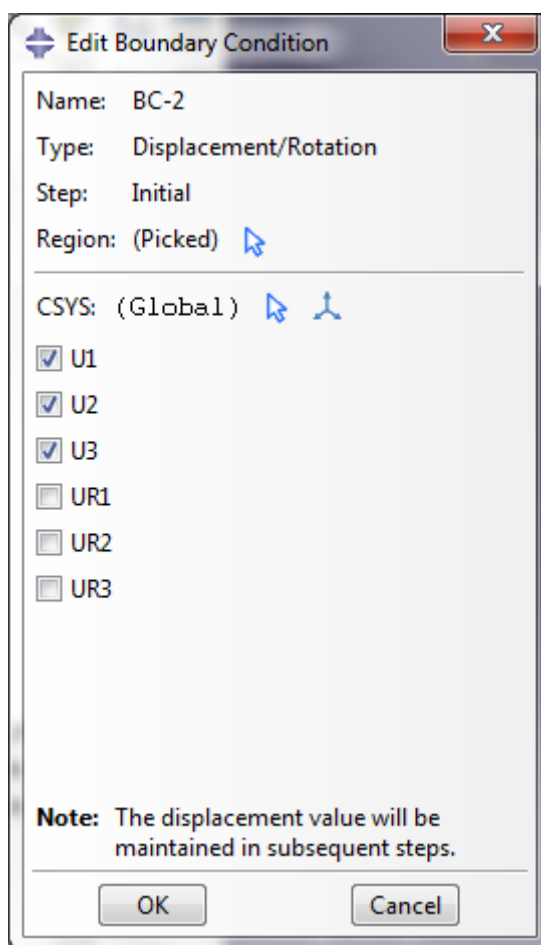 Edit Boundary Condition
Name: BC-2
Type: Displacement/Rotation
Step: Initial
Region: (Picked)
CSYS: (Global)
U1
U2
U3
UR1
UR2
UR3
Note: The displacement value will be
maintained in subsequent steps.
OK Cancel